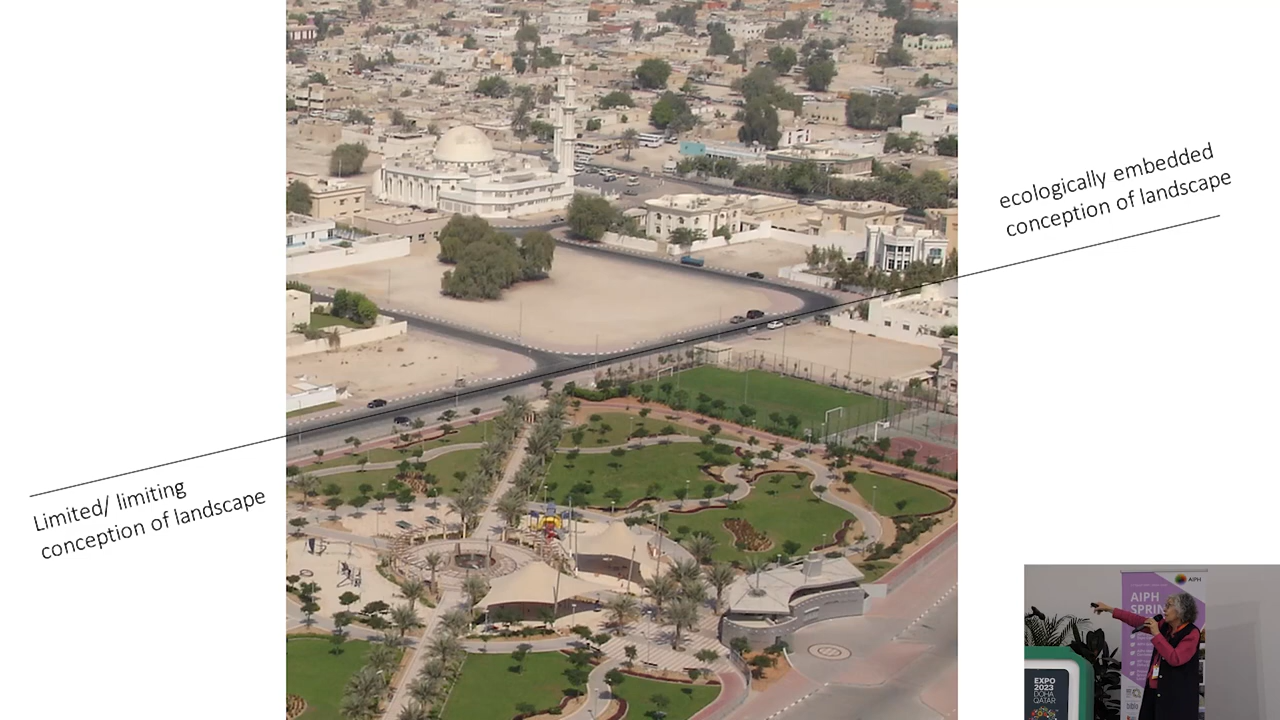 ecologically embedded
conception of landscape
Limited/ limiting
conception of landscape
AIPH
AIPH
SPRIN
EXPO
2023
DOHA
QATAR